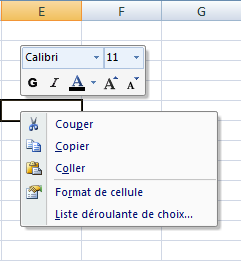 E F G
Calibri 11
G I A A A
Couper
Copier
Coller
Format de cellule
Liste déroulante de choix...